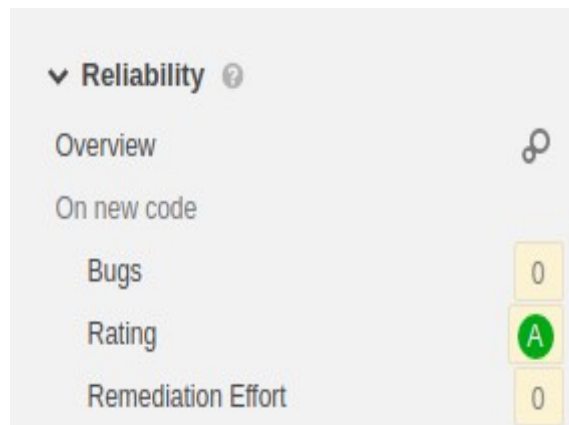 Reliability ?
Overview
On new code
Bugs 0
Rating A
Remediation Effort 0